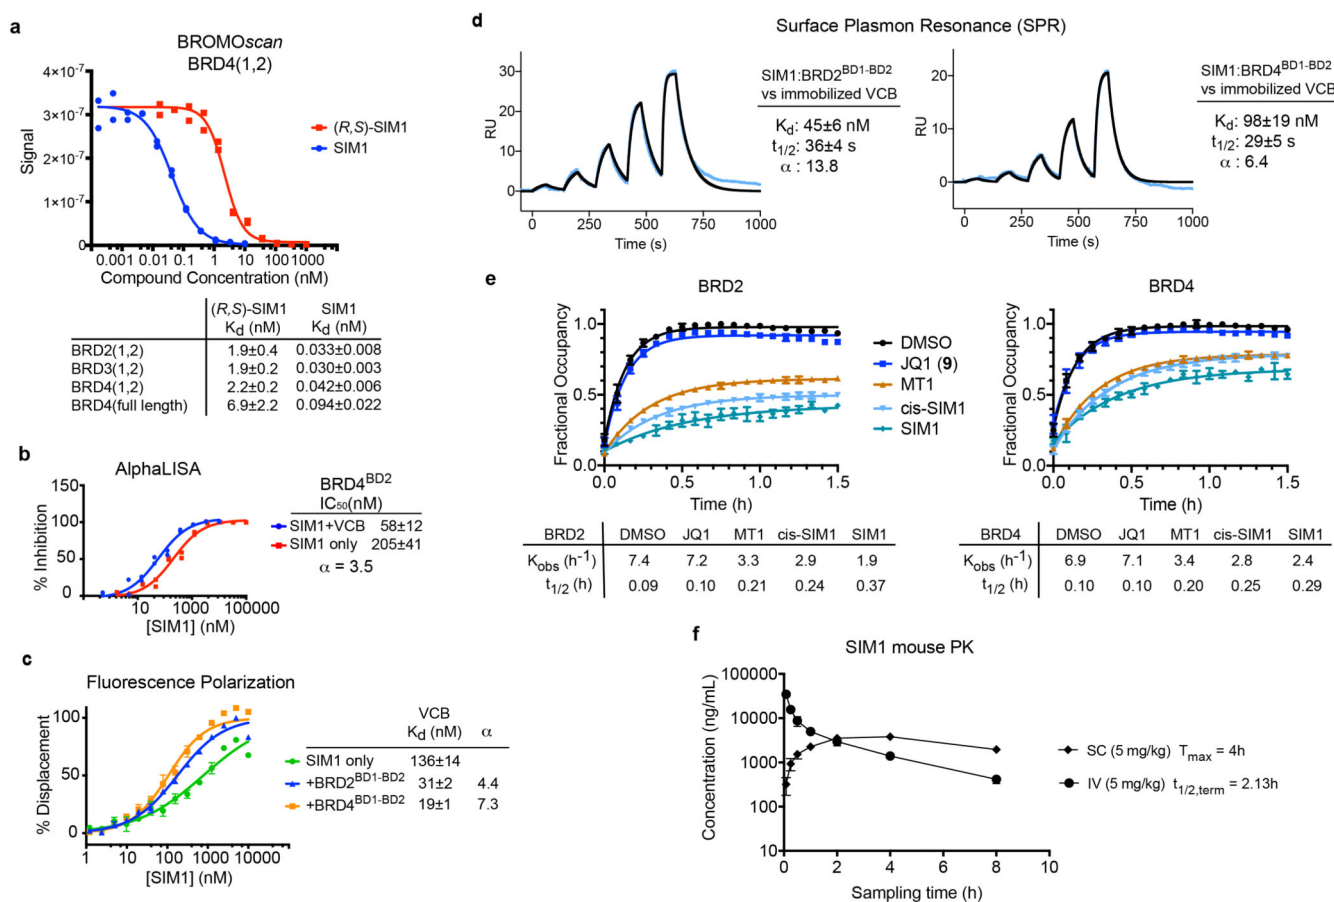 a
BROMOscan
BRD4(1,2)
4×10⁻⁷
3×10⁻⁷
2×10⁻⁷
1×10⁻⁷
0
Signal
0.001 0.01 0.1 1 10 100 1000
Compound Concentration (nM)
(R,S)-SIM1
SIM1
(R,S)-SIM1 SIM1
Kd (nM) Kd (nM)
BRD2(1,2) 1.9±0.4 0.033±0.008
BRD3(1,2) 1.9±0.2 0.030±0.003
BRD4(1,2) 2.2±0.2 0.042±0.006
BRD4(full length) 6.9±2.2 0.094±0.022
b
AlphaLISA
150
100
50
0
% Inhibition
10 1000 100000
[SIM1] (nM)
BRD4^BD2
IC50(nM)
SIM1+VCB 58±12
SIM1 only 205±41
α = 3.5
c
Fluorescence Polarization
100
50
0
% Displacement
1 10 100 1000 10000
[SIM1] (nM)
VCB
Kd (nM) α
SIM1 only 136±14
+BRD2^BD1-BD2 31±2 4.4
+BRD4^BD1-BD2 19±1 7.3
d
Surface Plasmon Resonance (SPR)
30
20
10
0
RU
0 250 500 750 1000
Time (s)
SIM1:BRD2^BD1-BD2
vs immobilized VCB
Kd: 45±6 nM
t1/2: 36±4 s
α : 13.8
20
10
0
RU
0 250 500 750 1000
Time (s)
SIM1:BRD4^BD1-BD2
vs immobilized VCB
Kd: 98±19 nM
t1/2: 29±5 s
α : 6.4
e
BRD2
1.0
0.5
0.0
Fractional Occupancy
0.0 0.5 1.0 1.5
Time (h)
DMSO
JQ1 (9)
MT1
cis-SIM1
SIM1
BRD4
1.0
0.5
0.0
Fractional Occupancy
0.0 0.5 1.0 1.5
Time (h)
BRD2 DMSO JQ1 MT1 cis-SIM1 SIM1
Kobs (h⁻¹) 7.4 7.2 3.3 2.9 1.9
t1/2 (h) 0.09 0.10 0.21 0.24 0.37
BRD4 DMSO JQ1 MT1 cis-SIM1 SIM1
Kobs (h⁻¹) 6.9 7.1 3.4 2.8 2.4
t1/2 (h) 0.10 0.10 0.20 0.25 0.29
f
SIM1 mouse PK
100000
10000
1000
100
10
Concentration (ng/mL)
0 2 4 6 8 10
Sampling time (h)
SC (5 mg/kg) Tmax = 4h
IV (5 mg/kg) t1/2,term = 2.13h